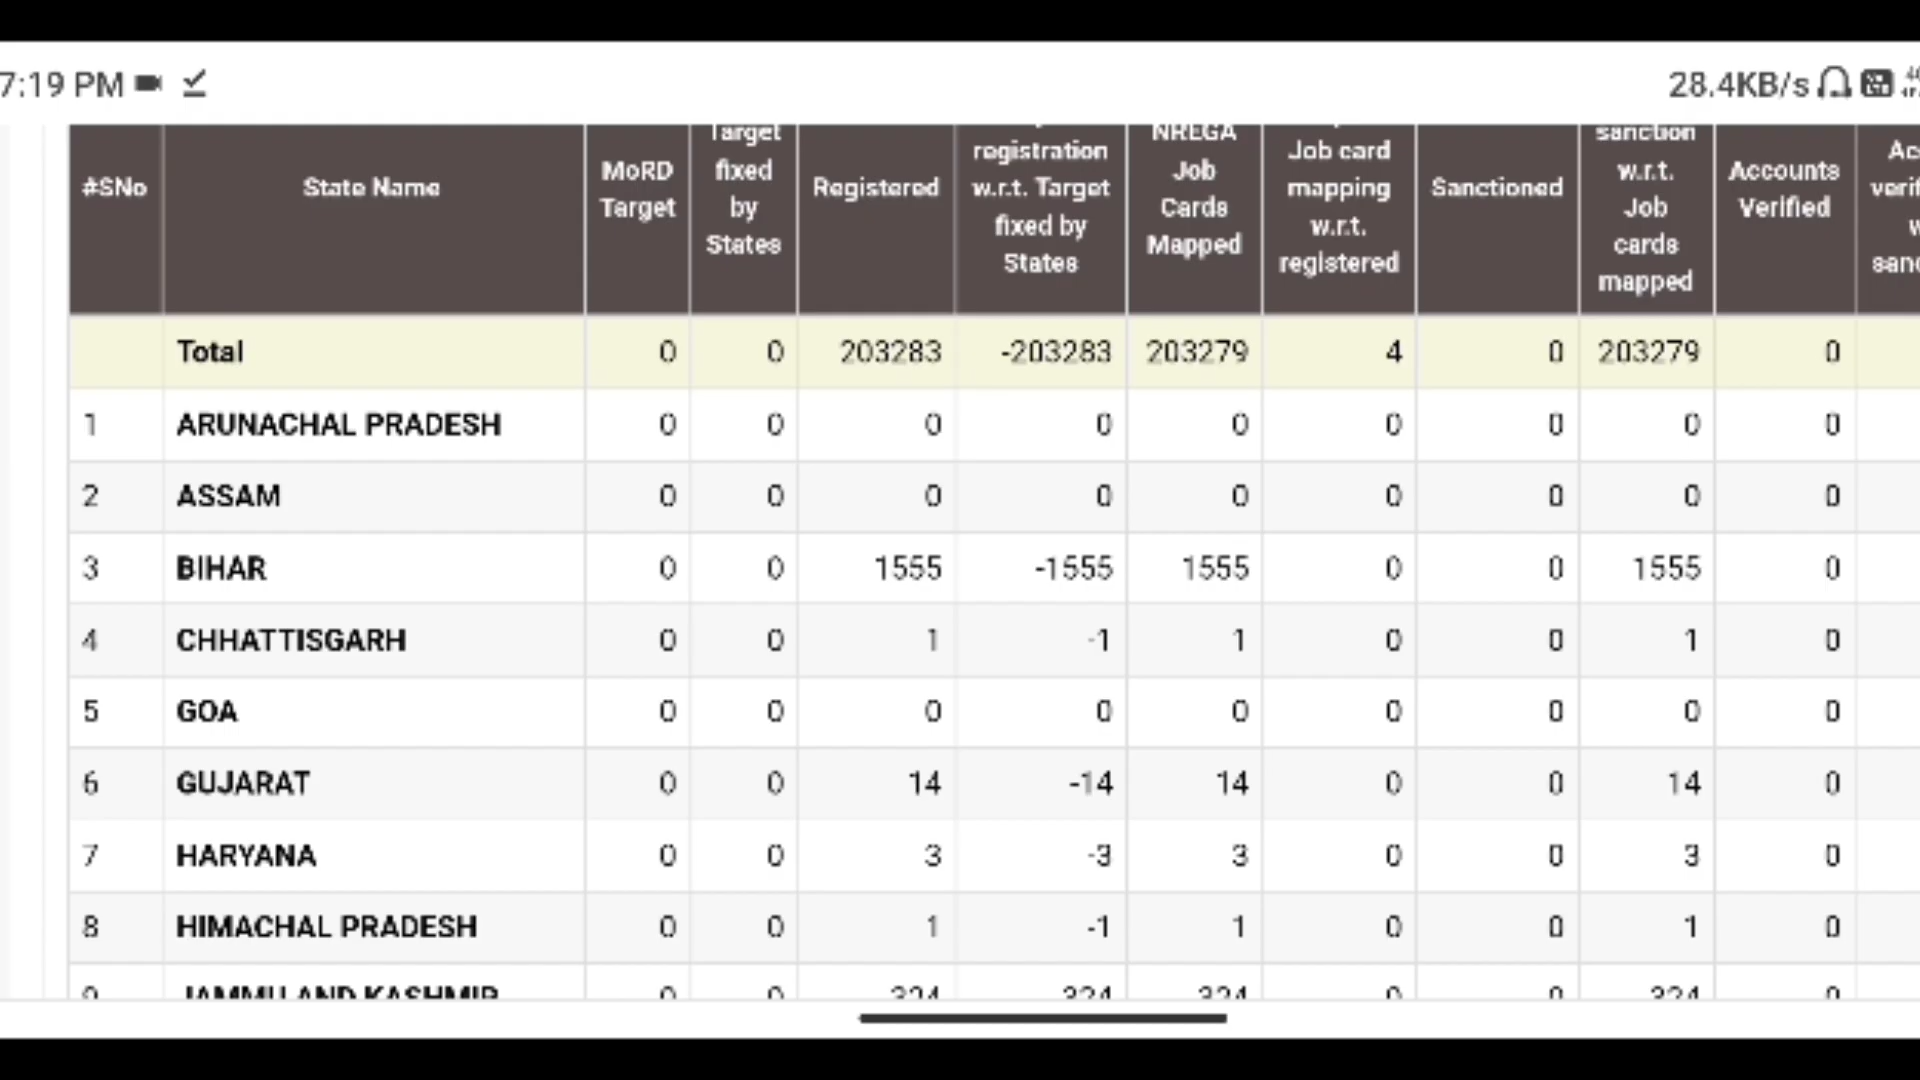 7:19 PM
28.4KB/s
#SNo
State Name
MoRD
Target
Target
fixed
by
States
Registered
registration
w.r.t. Target
fixed by
States
NREGA
Job
Cards
Mapped
Job card
mapping
w.r.t.
registered
Sanctioned
sanction
w.r.t.
Job
cards
mapped
Accounts
Verified
Total 0 0 203283 -203283 203279 4 0 203279 0
1 ARUNACHAL PRADESH 0 0 0 0 0 0 0 0 0
2 ASSAM 0 0 0 0 0 0 0 0 0
3 BIHAR 0 0 1555 -1555 1555 0 0 1555 0
4 CHHATTISGARH 0 0 1 -1 1 0 0 1 0
5 GOA 0 0 0 0 0 0 0 0 0
6 GUJARAT 0 0 14 -14 14 0 0 14 0
7 HARYANA 0 0 3 -3 3 0 0 3 0
8 HIMACHAL PRADESH 0 0 1 -1 1 0 0 1 0
JAMMU AND KASHMIR